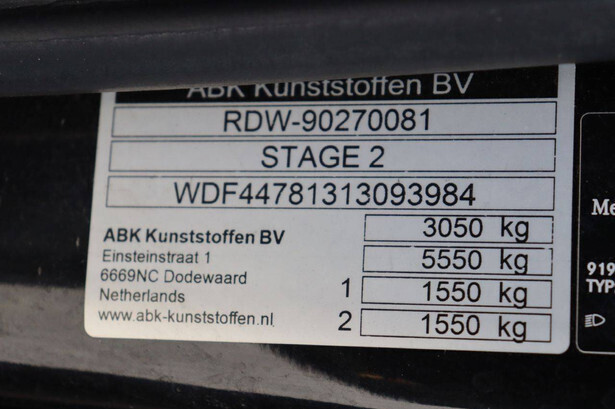 ABK Kunststoffen BV
RDW-90270081
STAGE 2
WDF44781313093984
3050 kg
5550 kg
1 1550 kg
2 1550 kg
ABK Kunststoffen BV
Einsteinstraat 1
6669NC Dodewaard
Netherlands
www.abk-kunststoffen.nl
919
TYP